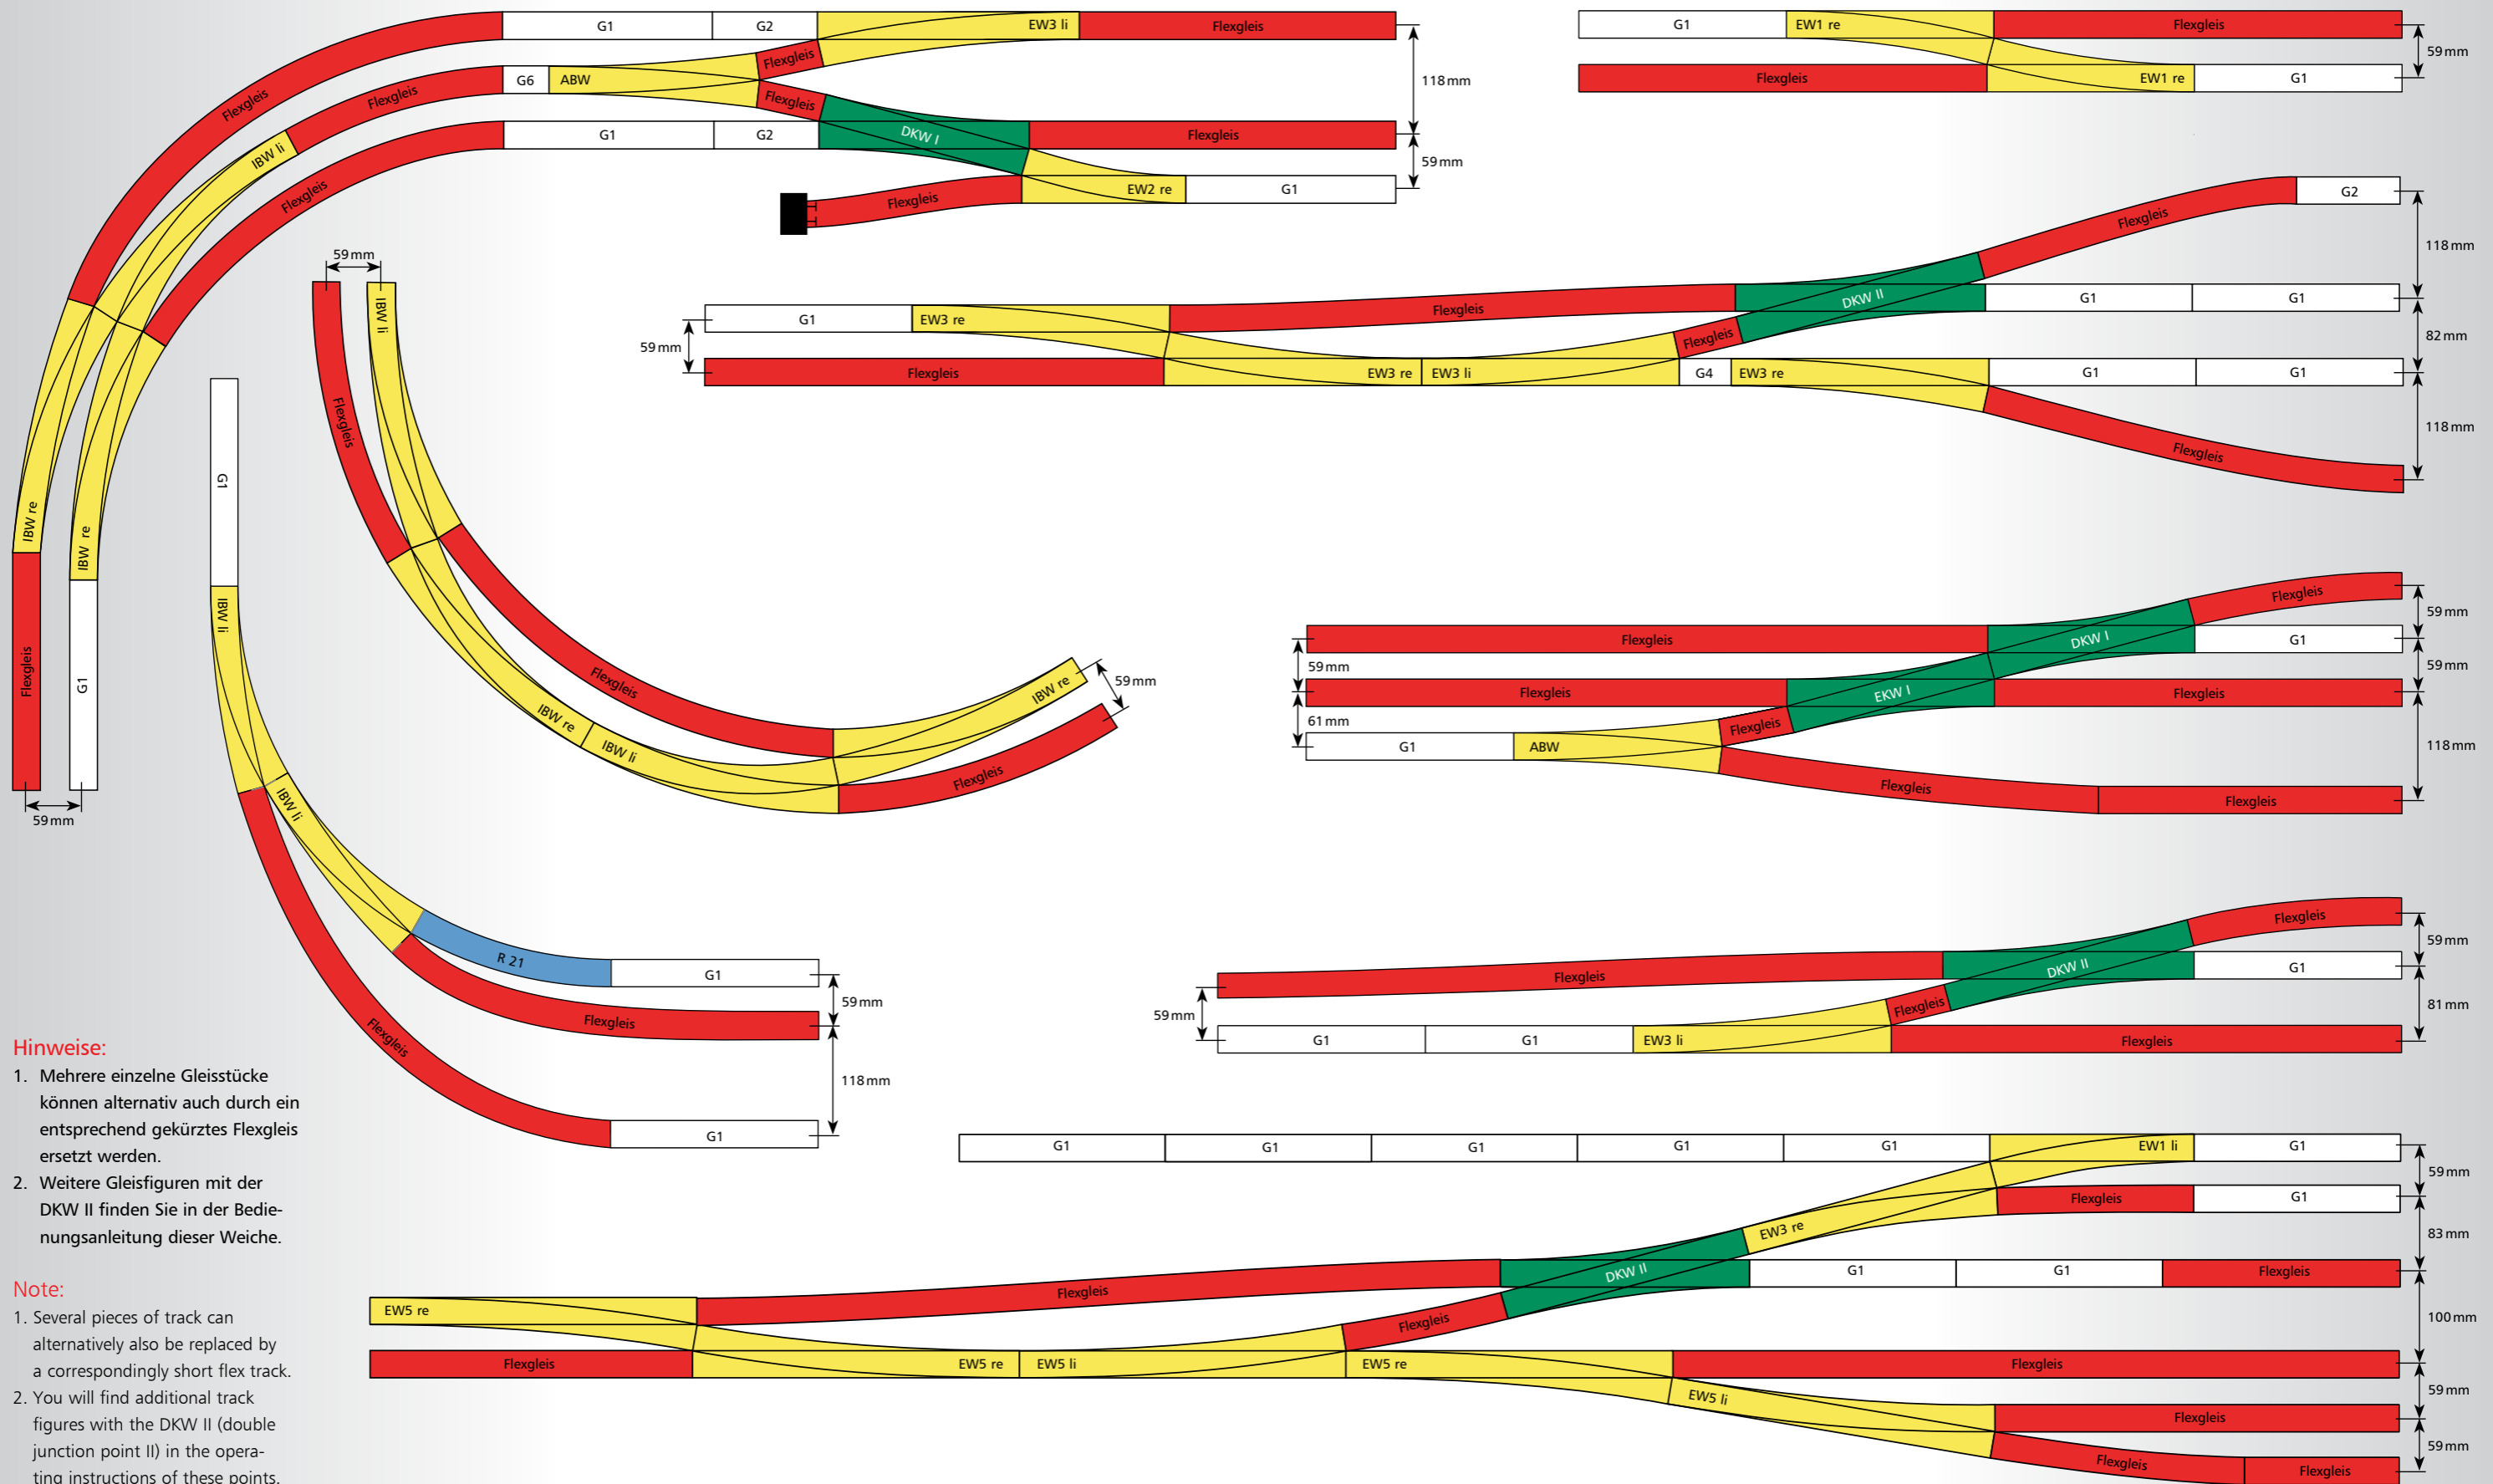 G1 G2 EW3 li Flexgleis
Flexgleis
118 mm
Flexgleis
G6 ABW
Flexgleis
Flexgleis
IBW li
Flexgleis
G1 G2 DKW I Flexgleis
59 mm
Flexgleis EW2 re G1
IBW re
IBW re
Flexgleis
G1
59 mm
G1 EW1 re Flexgleis
59 mm
Flexgleis EW1 re G1
G2
Flexgleis
118 mm
DKW II G1 G1
G1 EW3 re Flexgleis
59 mm
Flexgleis
82 mm
Flexgleis EW3 re EW3 li G4 EW3 re G1 G1
118 mm
Flexgleis
59 mm
IBW li
Flexgleis
Flexgleis
IBW re
IBW li
IBW re
59 mm
Flexgleis
Flexgleis
59 mm
Flexgleis DKW I G1
59 mm
59 mm
Flexgleis EKW I Flexgleis
61 mm
Flexgleis
G1 ABW
118 mm
Flexgleis Flexgleis
G1
IBW li
IBW li
R 21 G1
59 mm
Flexgleis
Flexgleis
118 mm
G1
Flexgleis
59 mm
Flexgleis DKW II G1
59 mm
Flexgleis
81 mm
G1 G1 EW3 li Flexgleis
G1 G1 G1 G1 G1 EW1 li G1
59 mm
Flexgleis G1
EW3 re
83 mm
DKW II G1 G1 Flexgleis
EW5 re Flexgleis
Flexgleis
100 mm
Flexgleis EW5 re EW5 li EW5 re Flexgleis
59 mm
EW5 li
Flexgleis
59 mm
Flexgleis Flexgleis
Hinweise:
1. Mehrere einzelne Gleisstücke
können alternativ auch durch ein
entsprechend gekürztes Flexgleis
ersetzt werden.
2. Weitere Gleisfiguren mit der
DKW II finden Sie in der Bedie-
nungsanleitung dieser Weiche.
Note:
1. Several pieces of track can
alternatively also be replaced by
a correspondingly short flex track.
2. You will find additional track
figures with the DKW II (double
junction point II) in the opera-
ting instructions of these points.